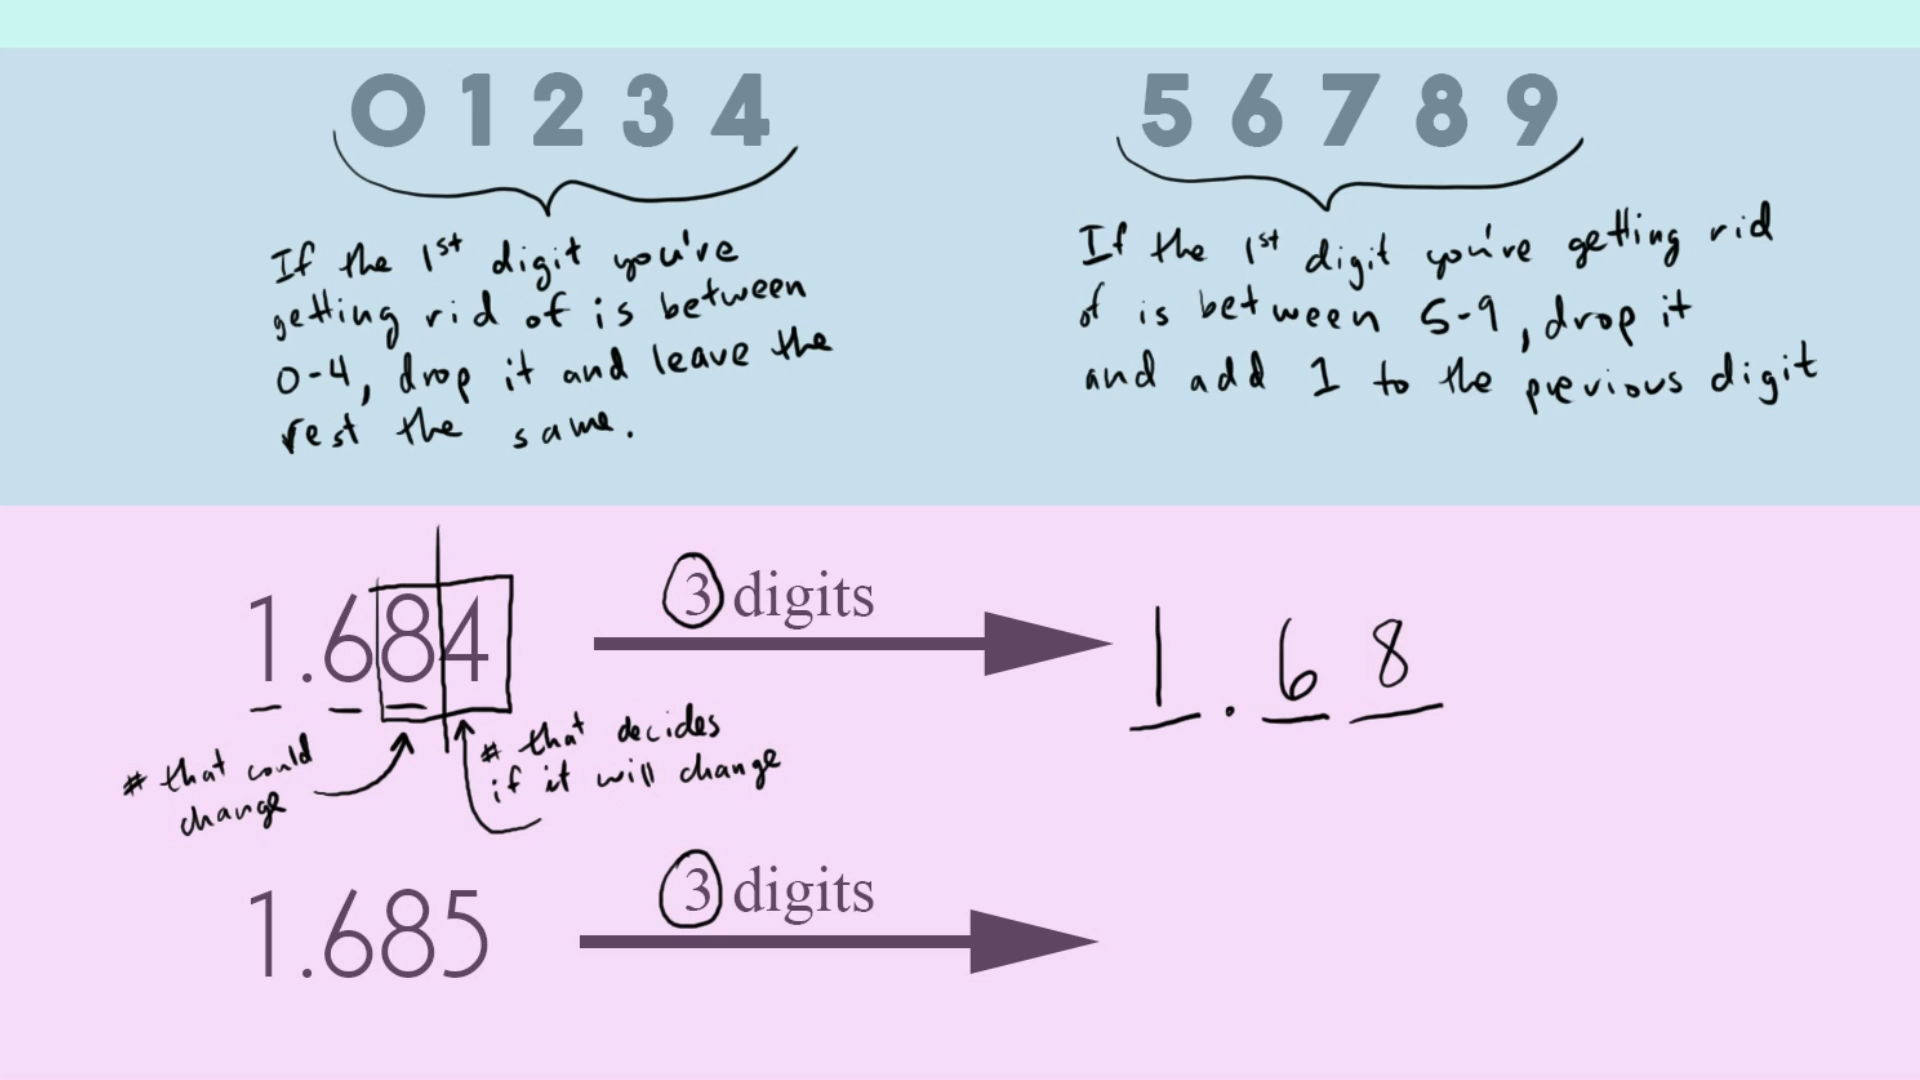 0 1 2 3 4
If the 1st digit you're
getting rid of is between
0-4, drop it and leave the
rest the same.
5 6 7 8 9
If the 1st digit you're getting rid
of is between 5-9, drop it
and add 1 to the previous digit
1.684
3 digits
1.68
# that could
change
# that decides
if it will change
1.685
3 digits